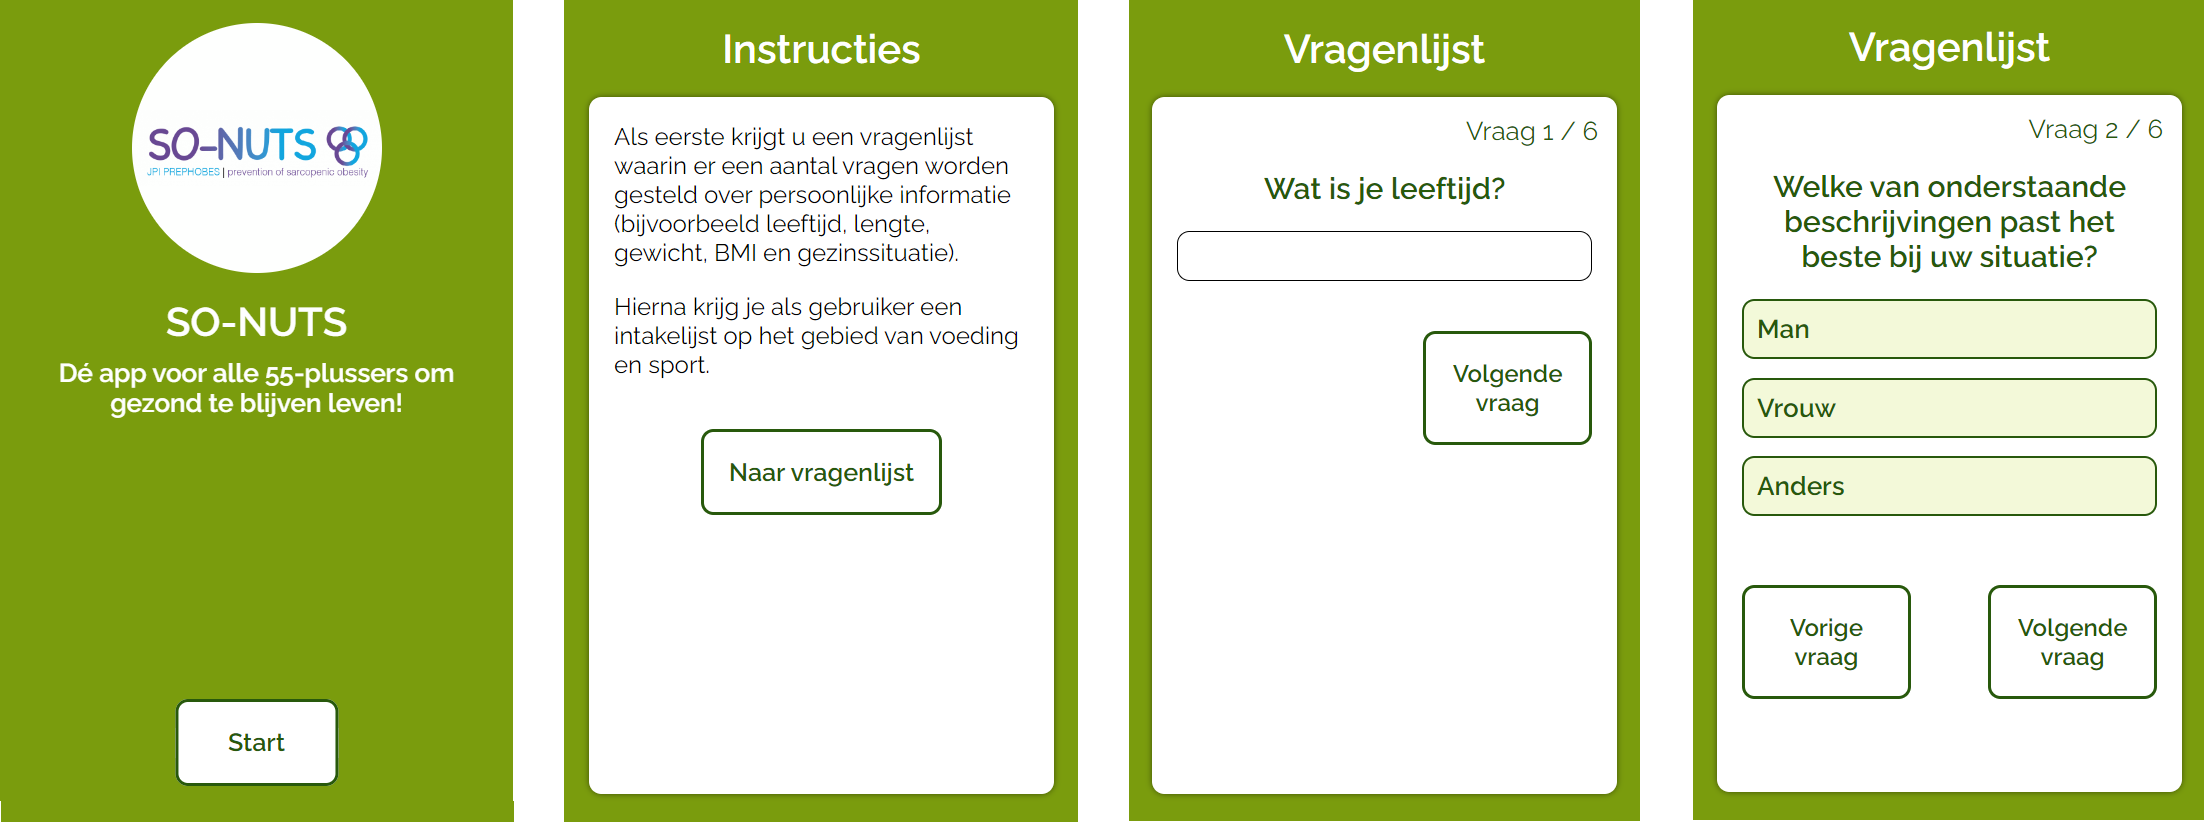 SO-NUTS
JPI PREPHOBES | prevention of sarcopenic obesity
SO-NUTS
Dé app voor alle 55-plussers om
gezond te blijven leven!
Start
Instructies
Als eerste krijgt u een vragenlijst
waarin er een aantal vragen worden
gesteld over persoonlijke informatie
(bijvoorbeeld leeftijd, lengte,
gewicht, BMI en gezinssituatie).
Hierna krijg je als gebruiker een
intakelijst op het gebied van voeding
en sport.
Naar vragenlijst
Vragenlijst
Vraag 1 / 6
Wat is je leeftijd?
Volgende
vraag
Vragenlijst
Vraag 2 / 6
Welke van onderstaande
beschrijvingen past het
beste bij uw situatie?
Man
Vrouw
Anders
Vorige
vraag
Volgende
vraag